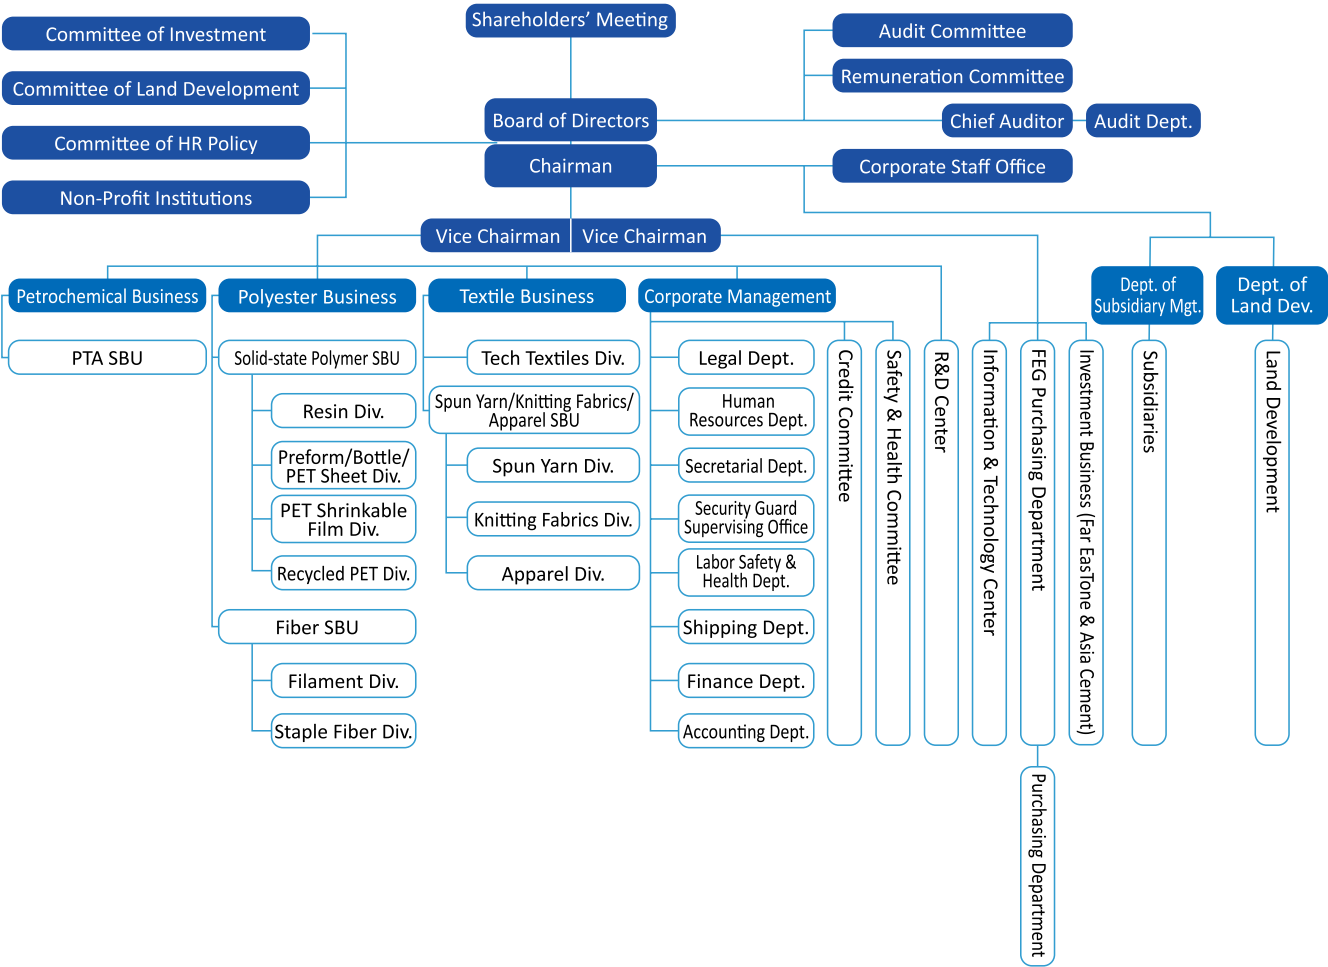 Shareholders’ Meeting
Committee of Investment
Committee of Land Development
Committee of HR Policy
Non-Profit Institutions
Board of Directors
Chairman
Audit Committee
Remuneration Committee
Chief Auditor
Audit Dept.
Corporate Staff Office
Vice Chairman
Vice Chairman
Petrochemical Business
PTA SBU
Polyester Business
Solid-state Polymer SBU
Resin Div.
Preform/Bottle/
PET Sheet Div.
PET Shrinkable
Film Div.
Recycled PET Div.
Fiber SBU
Filament Div.
Staple Fiber Div.
Textile Business
Tech Textiles Div.
Spun Yarn/Knitting Fabrics/
Apparel SBU
Spun Yarn Div.
Knitting Fabrics Div.
Apparel Div.
Corporate Management
Legal Dept.
Human
Resources Dept.
Secretarial Dept.
Security Guard
Supervising Office
Labor Safety &
Health Dept.
Shipping Dept.
Finance Dept.
Accounting Dept.
Credit Committee
Safety & Health Committee
R&D Center
Information & Technology Center
FEG Purchasing Department
Purchasing Department
Investment Business (Far EasTone & Asia Cement)
Dept. of
Subsidiary Mgt.
Subsidiaries
Dept. of
Land Dev.
Land Development